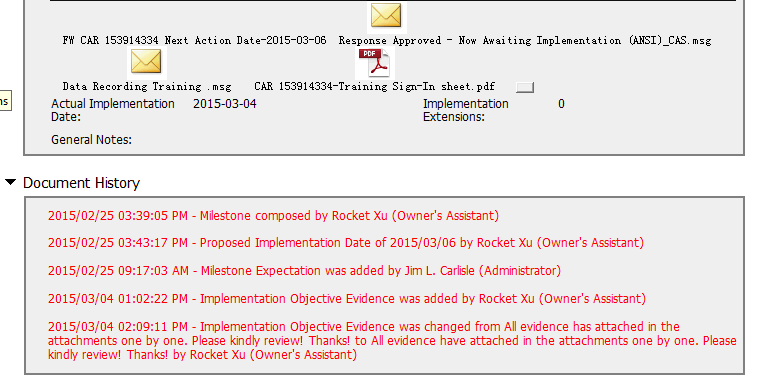 PDF
FW CAR 153914334 Next Action Date-2015-03-06 Response Approved - Now Awaiting Implementation (ANSI)_CAS.msg
Data Recording Training .msg CAR 153914334-Training Sign-In sheet.pdf
ns
Actual Implementation Date: 2015-03-04 Implementation Extensions: 0
General Notes:
Document History
2015/02/25 03:39:05 PM - Milestone composed by Rocket Xu (Owner's Assistant)
2015/02/25 03:43:17 PM - Proposed Implementation Date of 2015/03/06 by Rocket Xu (Owner's Assistant)
2015/02/25 09:17:03 AM - Milestone Expectation was added by Jim L. Carlisle (Administrator)
2015/03/04 01:02:22 PM - Implementation Objective Evidence was added by Rocket Xu (Owner's Assistant)
2015/03/04 02:09:11 PM - Implementation Objective Evidence was changed from All evidence has attached in the
attachments one by one. Please kindly review! Thanks! to All evidence have attached in the attachments one by one. Please
kindly review! Thanks! by Rocket Xu (Owner's Assistant)